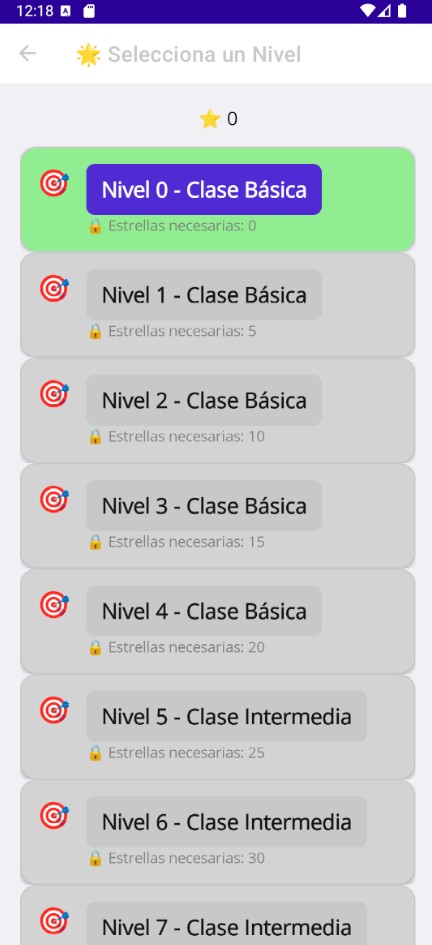 12:18
🌟 Selecciona un Nivel
⭐ 0
Nivel 0 - Clase Básica
🔒 Estrellas necesarias: 0
Nivel 1 - Clase Básica
🔒 Estrellas necesarias: 5
Nivel 2 - Clase Básica
🔒 Estrellas necesarias: 10
Nivel 3 - Clase Básica
🔒 Estrellas necesarias: 15
Nivel 4 - Clase Básica
🔒 Estrellas necesarias: 20
Nivel 5 - Clase Intermedia
🔒 Estrellas necesarias: 25
Nivel 6 - Clase Intermedia
🔒 Estrellas necesarias: 30
Nivel 7 - Clase Intermedia